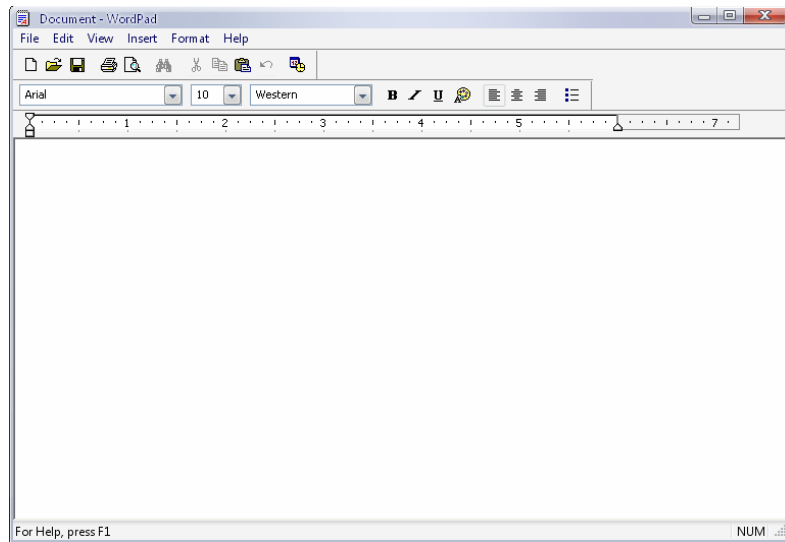 Document - WordPad
File Edit View Insert Format Help
Arial 10 Western B I U
1 2 3 4 5 7
For Help, press F1 NUM